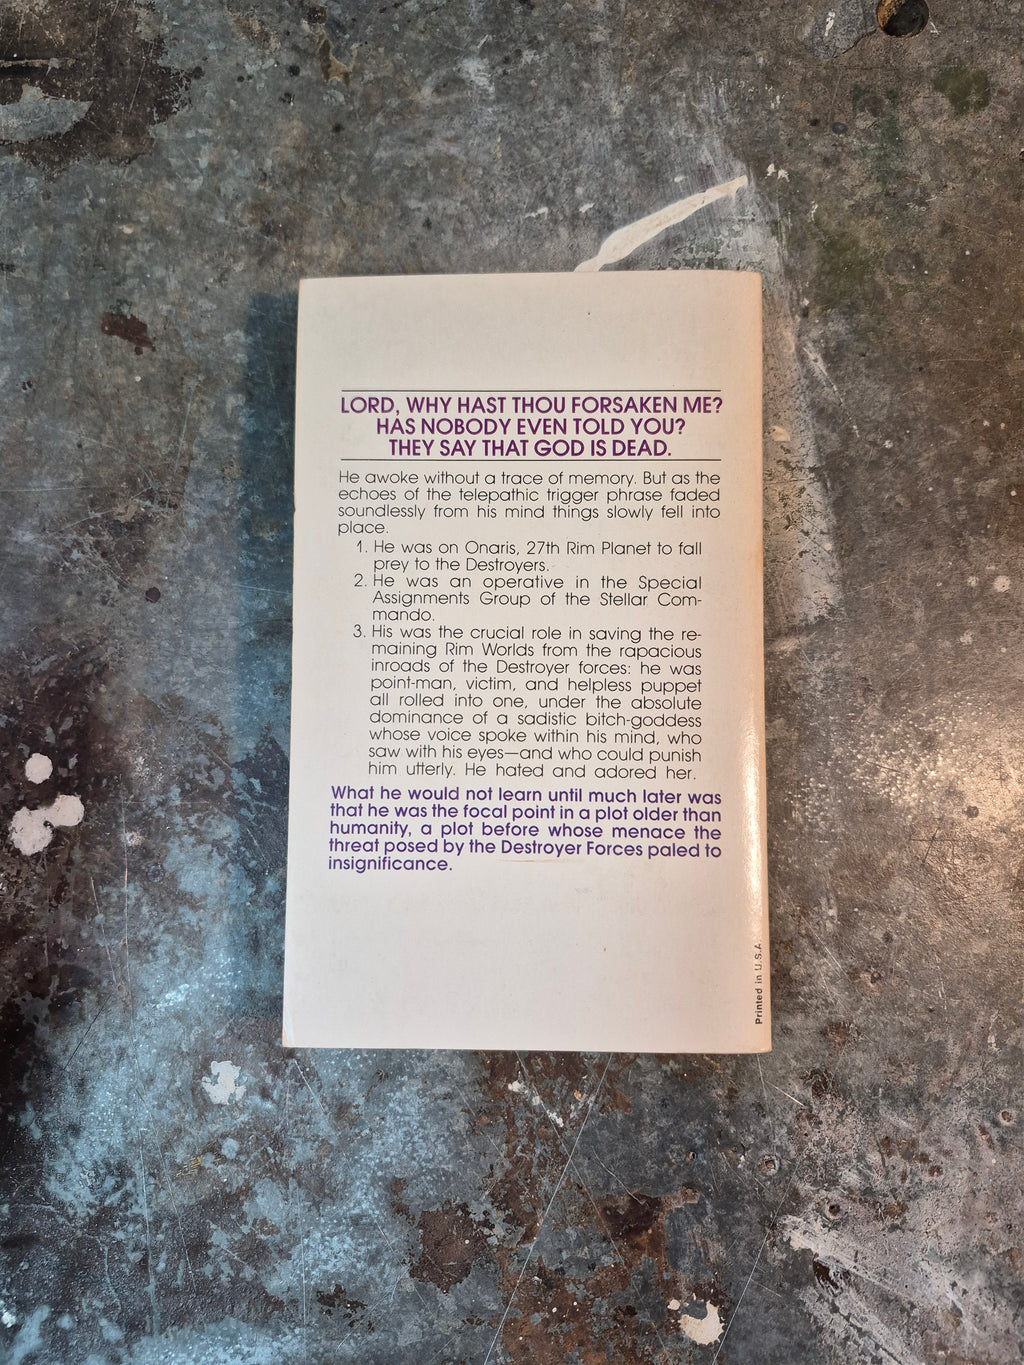 LORD, WHY HAST THOU FORSAKEN ME?
HAS NOBODY EVEN TOLD YOU?
THEY SAY THAT GOD IS DEAD.
He awoke without a trace of memory. But as the
echoes of the telepathic trigger phrase faded
soundlessly from his mind things slowly fell into
place.
1. He was on Onaris, 27th Rim Planet to fall
prey to the Destroyers.
2. He was an operative in the Special
Assignments Group of the Stellar Com-
mando.
3. His was the crucial role in saving the re-
maining Rim Worlds from the rapacious
inroads of the Destroyer forces: he was
point-man, victim, and helpless puppet
all rolled into one, under the absolute
dominance of a sadistic bitch-goddess
whose voice spoke within his mind, who
saw with his eyes—and who could punish
him utterly. He hated and adored her.
What he would not learn until much later was
that he was the focal point in a plot older than
humanity, a plot before whose menace the
threat posed by the Destroyer Forces paled to
insignificance.
Printed in U.S.A.